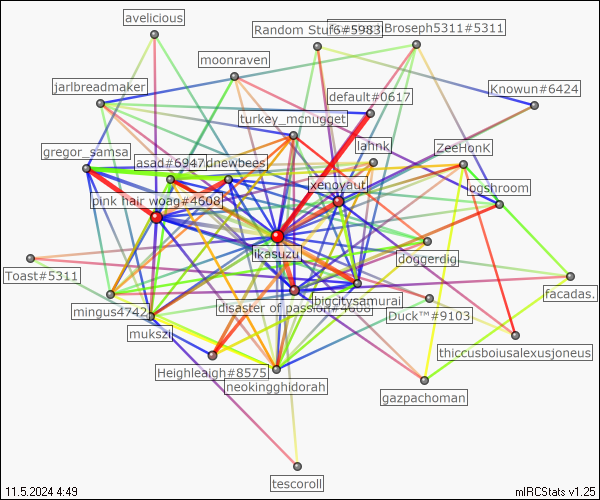 avelicious
Random Stuff#5983
Broseph5311#5311
moonraven
jarlbreadmaker
default#0617
Knowun#6424
turkey_mcnugget
lahnk
ZeeHonK
gregor_samsa
asad#6947
dnewbees
xenoyaut
ogshroom
pink hair woag#4608
ikasuzu
doggerdig
Toast#5311
facadas.
mingus4742
disaster of passion#4608
bigcitysamurai
Duck™#9103
mukszi
thiccusboiusalexusjoneus
Heighleaigh#8575
neokingghidorah
gazpachoman
tescoroll
11.5.2024 4:49
mIRCStats v1.25